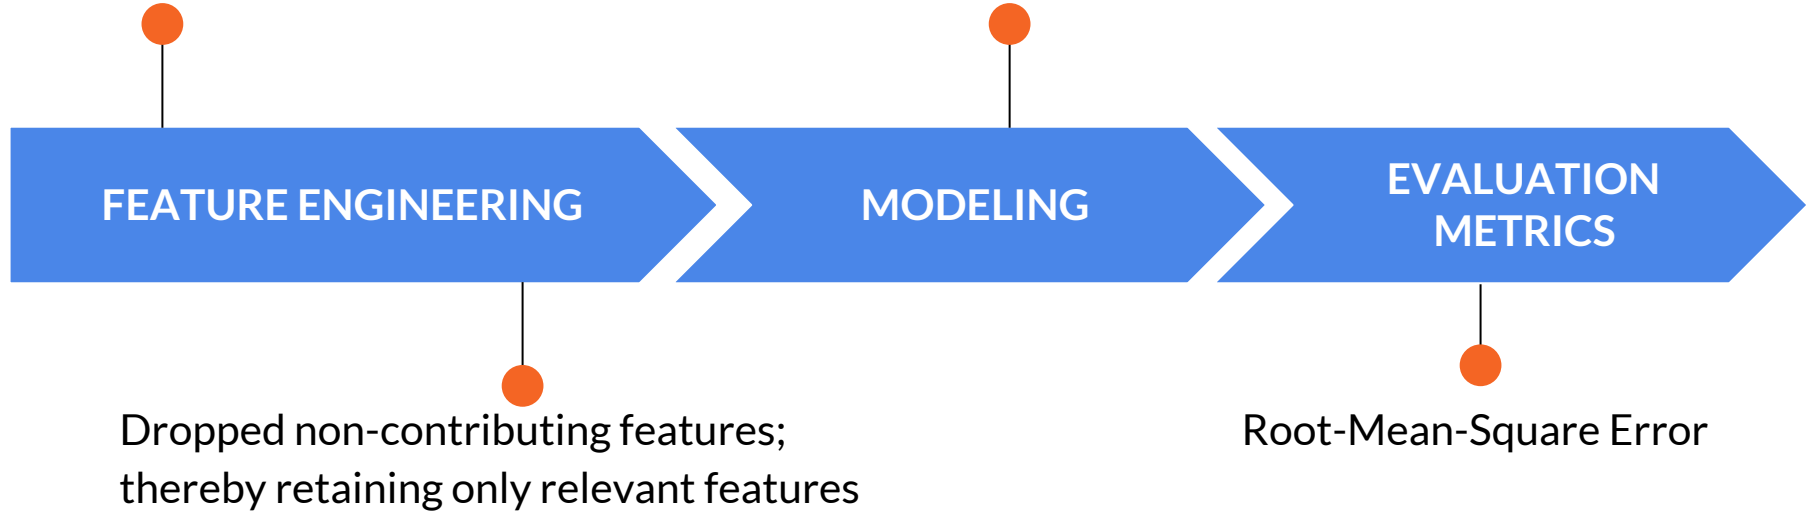 FEATURE ENGINEERING
MODELING
EVALUATION
METRICS
Dropped non-contributing features;
thereby retaining only relevant features
Root-Mean-Square Error